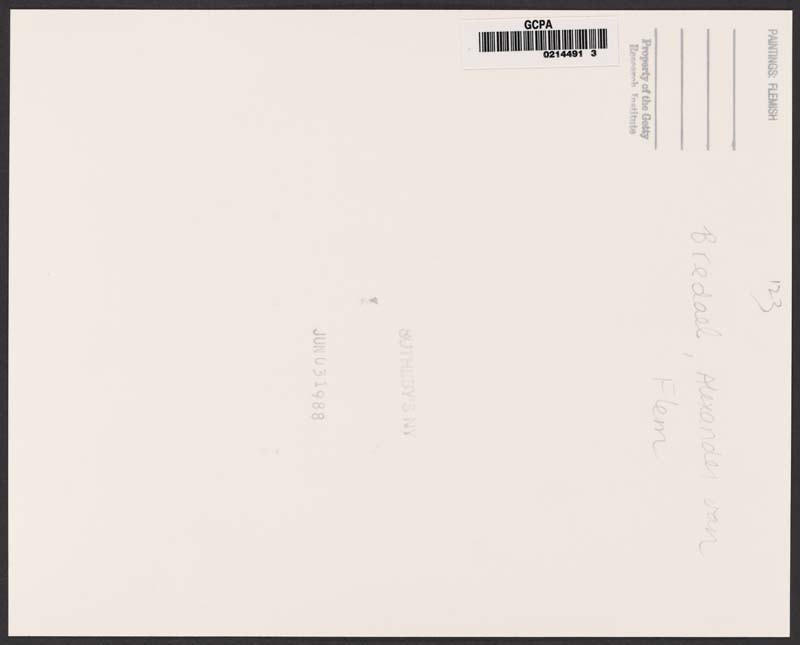 GCPA
0214491 3
PAINTINGS: FLEMISH
Property of the Getty
Research Institute
123
Bredael, Alexander van
Flem
SOTHEBY'S NY
JUN 03 1988